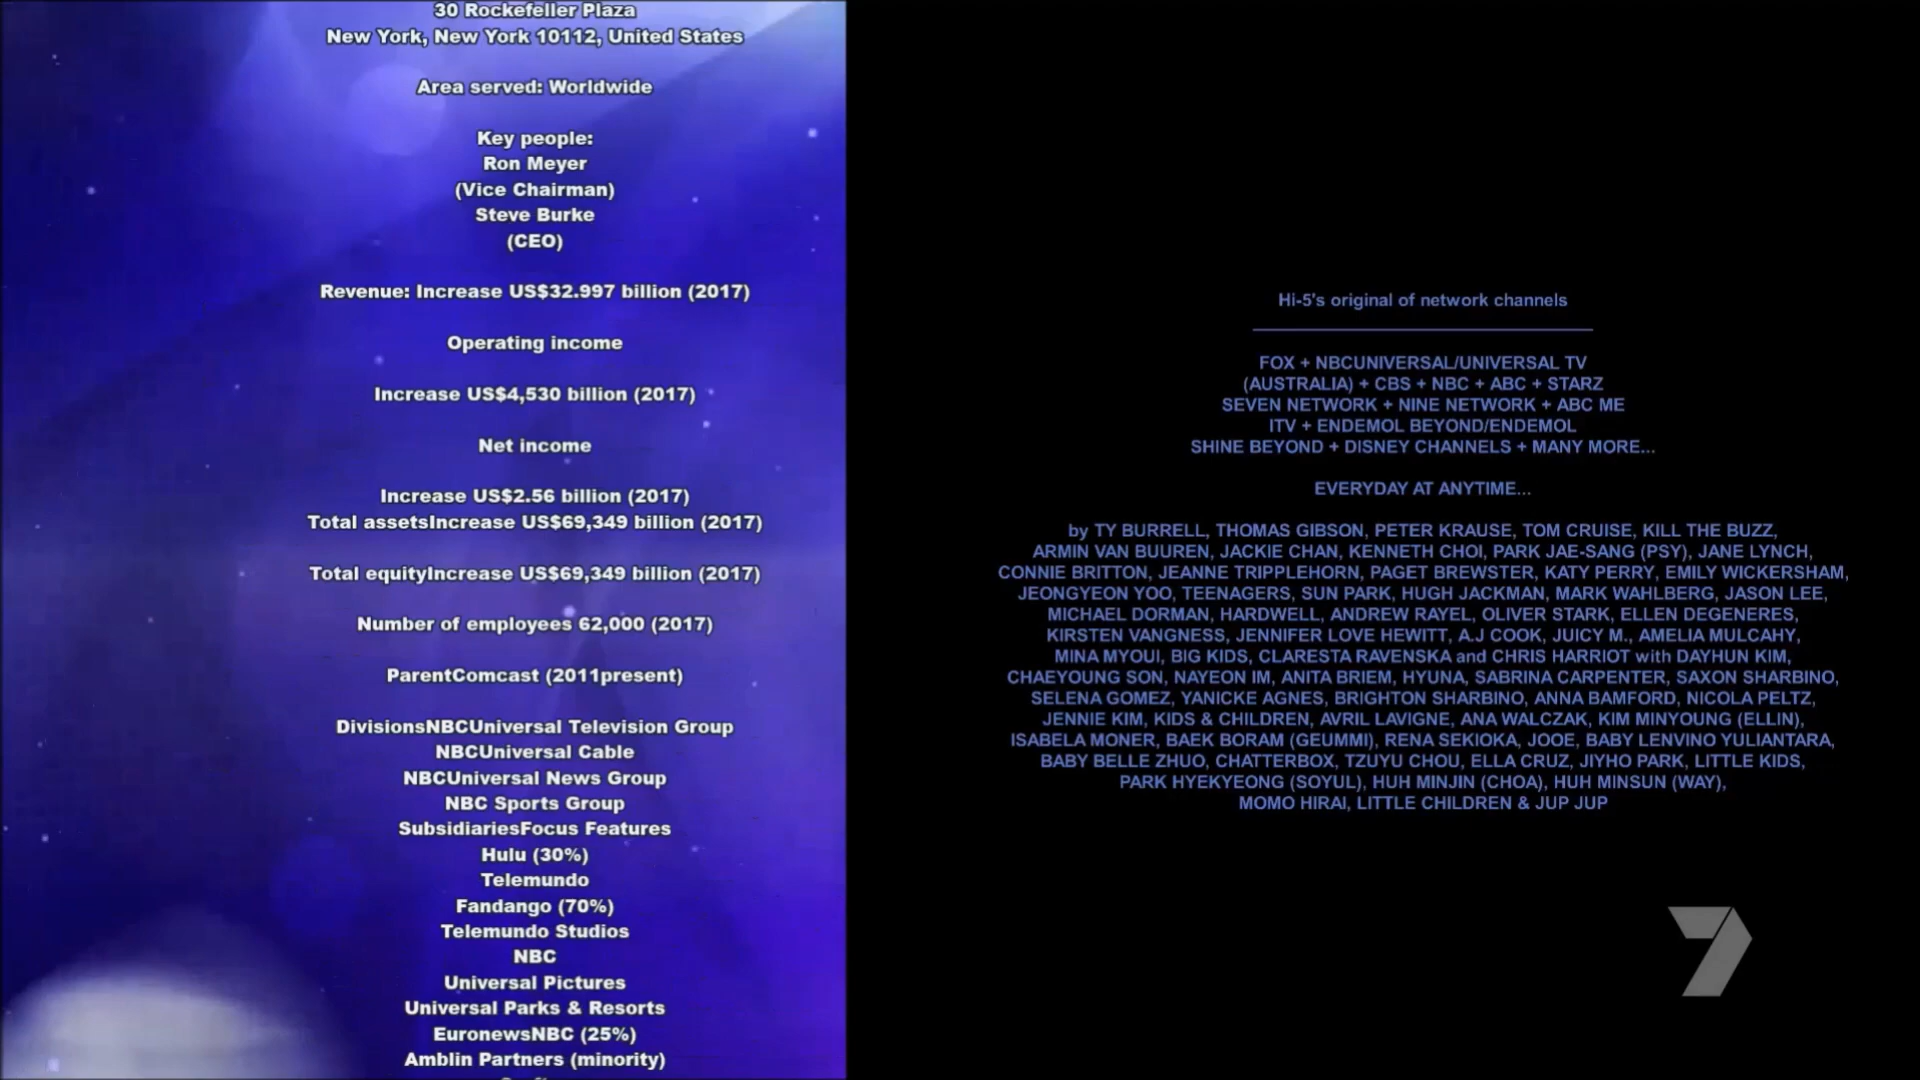 30 Rockefeller Plaza
New York, New York 10112, United States
Area served: Worldwide
Key people:
Ron Meyer
(Vice Chairman)
Steve Burke
(CEO)
Revenue: Increase US$32.997 billion (2017)
Operating income
Increase US$4,530 billion (2017)
Net income
Increase US$2.56 billion (2017)
Total assetsIncrease US$69,349 billion (2017)
Total equityIncrease US$69,349 billion (2017)
Number of employees 62,000 (2017)
ParentComcast (2011present)
DivisionsNBCUniversal Television Group
NBCUniversal Cable
NBCUniversal News Group
NBC Sports Group
SubsidiariesFocus Features
Hulu (30%)
Telemundo
Fandango (70%)
Telemundo Studios
NBC
Universal Pictures
Universal Parks & Resorts
EuronewsNBC (25%)
Amblin Partners (minority)
Hi-5's original of network channels
FOX + NBCUNIVERSAL/UNIVERSAL TV
(AUSTRALIA) + CBS + NBC + ABC + STARZ
SEVEN NETWORK + NINE NETWORK + ABC ME
ITV + ENDEMOL BEYOND/ENDEMOL
SHINE BEYOND + DISNEY CHANNELS + MANY MORE...
EVERYDAY AT ANYTIME...
by TY BURRELL, THOMAS GIBSON, PETER KRAUSE, TOM CRUISE, KILL THE BUZZ,
ARMIN VAN BUUREN, JACKIE CHAN, KENNETH CHOI, PARK JAE-SANG (PSY), JANE LYNCH,
CONNIE BRITTON, JEANNE TRIPPLEHORN, PAGET BREWSTER, KATY PERRY, EMILY WICKERSHAM,
JEONGYEON YOO, TEENAGERS, SUN PARK, HUGH JACKMAN, MARK WAHLBERG, JASON LEE,
MICHAEL DORMAN, HARDWELL, ANDREW RAYEL, OLIVER STARK, ELLEN DEGENERES,
KIRSTEN VANGNESS, JENNIFER LOVE HEWITT, A.J COOK, JUICY M., AMELIA MULCAHY,
MINA MYOUI, BIG KIDS, CLARESTA RAVENSKA and CHRIS HARRIOT with DAYHUN KIM,
CHAEYOUNG SON, NAYEON IM, ANITA BRIEM, HYUNA, SABRINA CARPENTER, SAXON SHARBINO,
SELENA GOMEZ, YANICKE AGNES, BRIGHTON SHARBINO, ANNA BAMFORD, NICOLA PELTZ,
JENNIE KIM, KIDS & CHILDREN, AVRIL LAVIGNE, ANA WALCZAK, KIM MINYOUNG (ELLIN),
ISABELA MONER, BAEK BORAM (GEUMMI), RENA SEKIOKA, JOOE, BABY LENVINO YULIANTARA,
BABY BELLE ZHUO, CHATTERBOX, TZUYU CHOU, ELLA CRUZ, JIYHO PARK, LITTLE KIDS,
PARK HYEKYEONG (SOYUL), HUH MINJIN (CHOA), HUH MINSUN (WAY),
MOMO HIRAI, LITTLE CHILDREN & JUP JUP
7